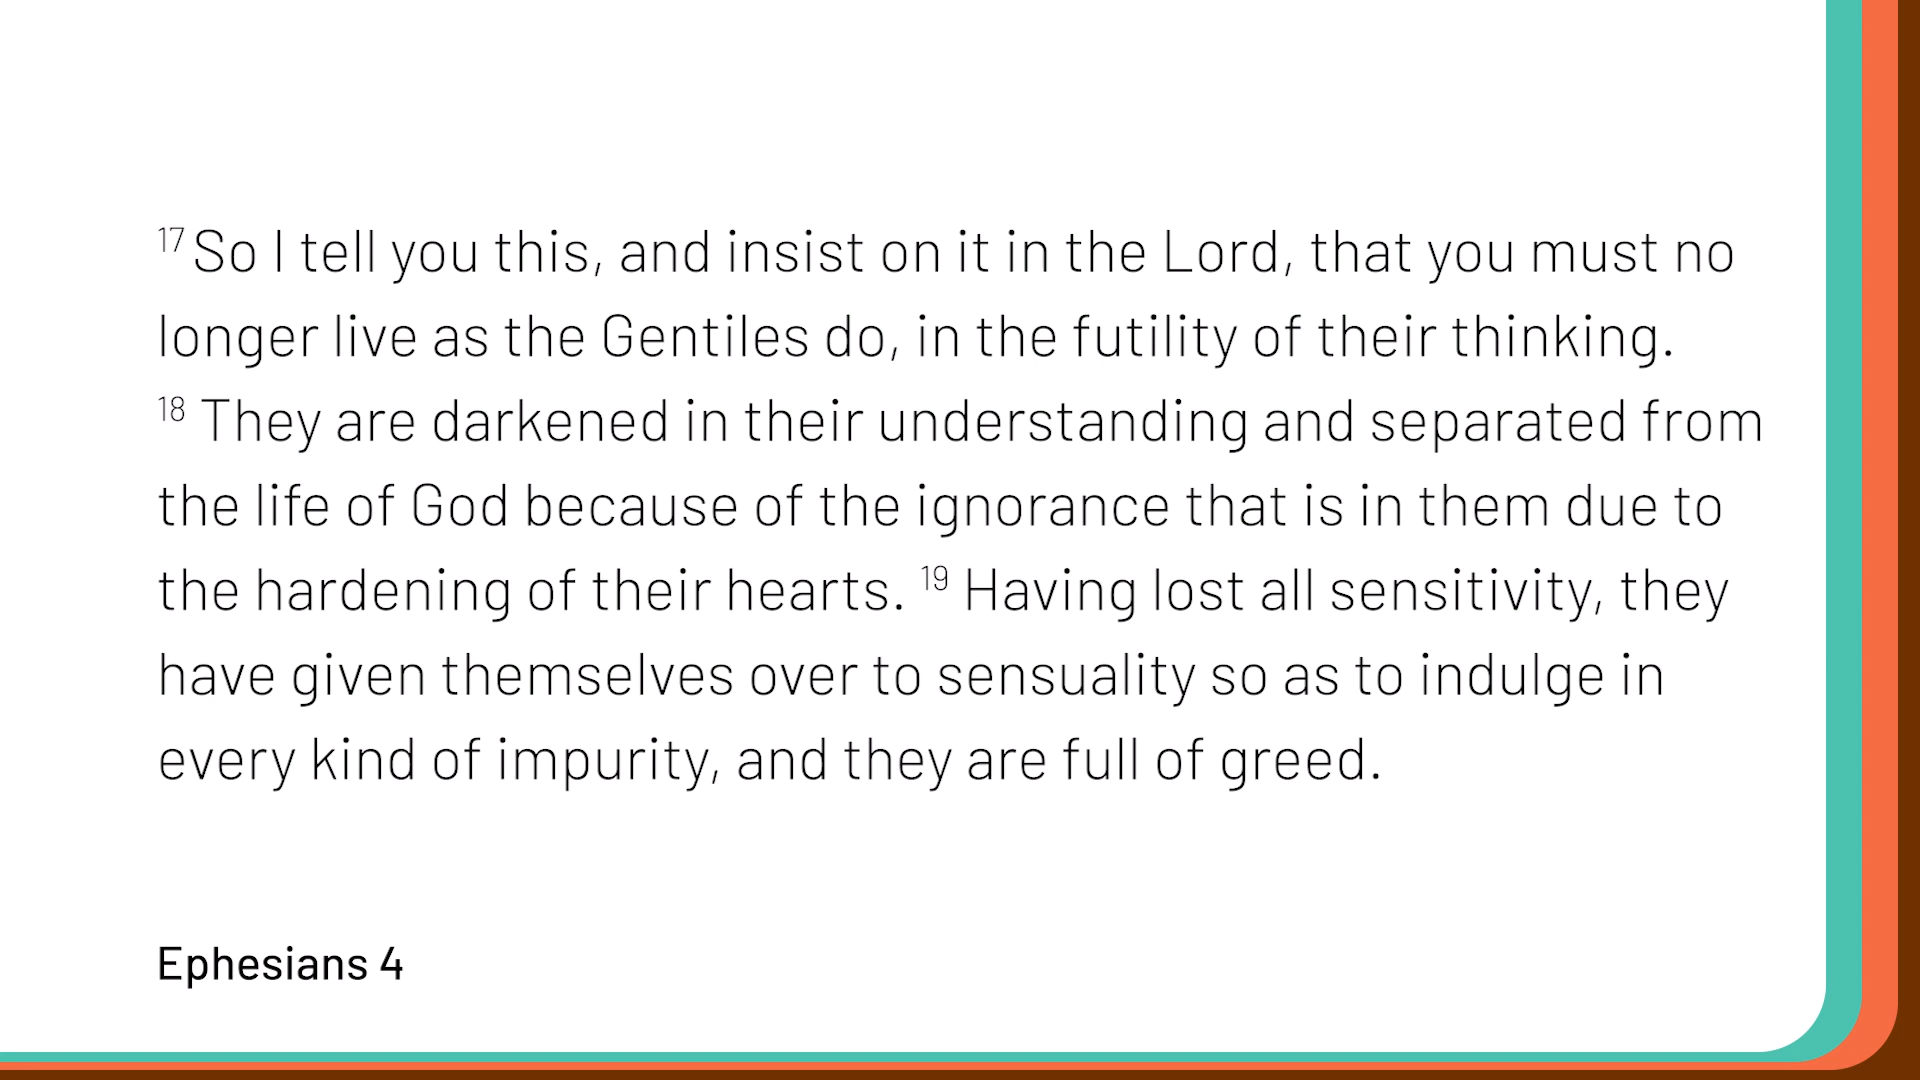 17 So I tell you this, and insist on it in the Lord, that you must no
longer live as the Gentiles do, in the futility of their thinking.
18 They are darkened in their understanding and separated from
the life of God because of the ignorance that is in them due to
the hardening of their hearts. 19 Having lost all sensitivity, they
have given themselves over to sensuality so as to indulge in
every kind of impurity, and they are full of greed.
Ephesians 4